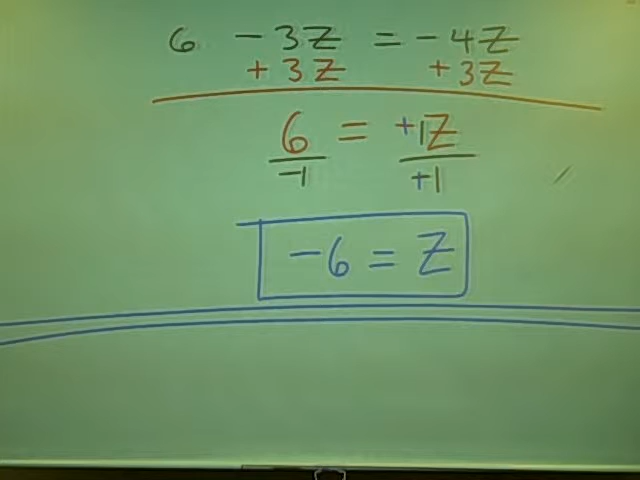 6 - 3Z = - 4Z
+ 3Z + 3Z
6 = +1Z
-1 +1
-6 = Z